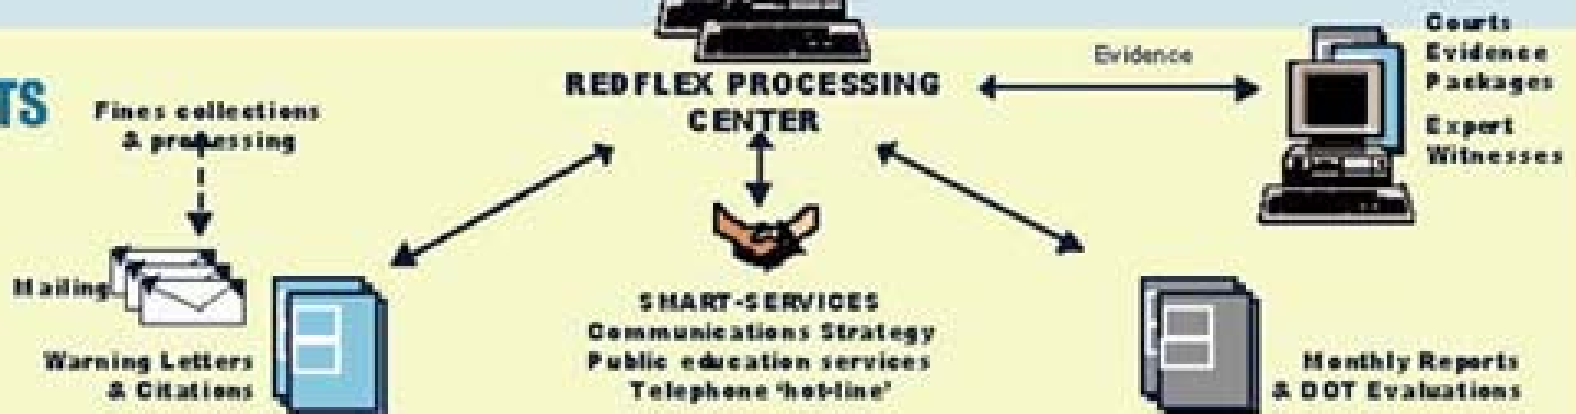 Courts
Evidence
Packages
Expert
Witnesses
Evidence
REDFLEX PROCESSING
CENTER
TS
Fines collections
& processing
Mailing
Warning Letters
& Citations
SMART-SERVICES
Communications Strategy
Public education services
Telephone 'hot-line'
Monthly Reports
& DOT Evaluations